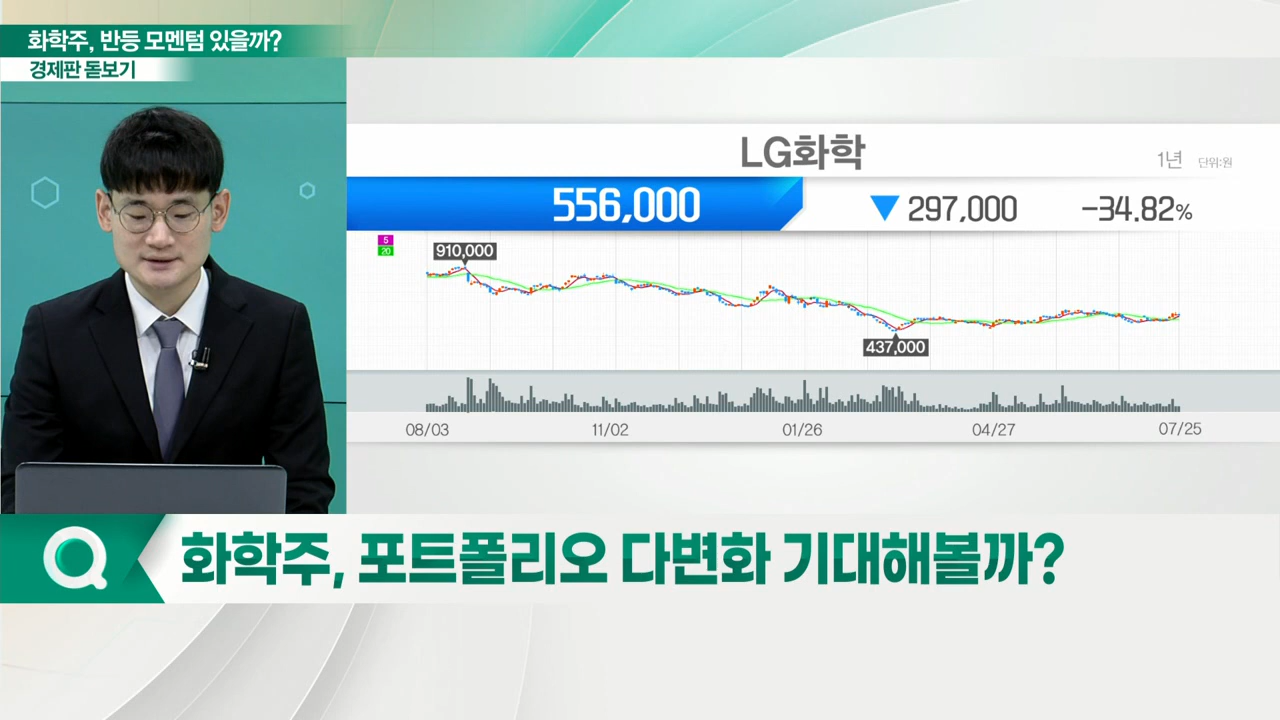 화학주, 반등 모멘텀 있을까?
경제판 돋보기
LG화학
1년 단위:원
556,000 ▼ 297,000 -34.82%
5
20
910,000
437,000
08/03 11/02 01/26 04/27 07/25
Q 화학주, 포트폴리오 다변화 기대해볼까?